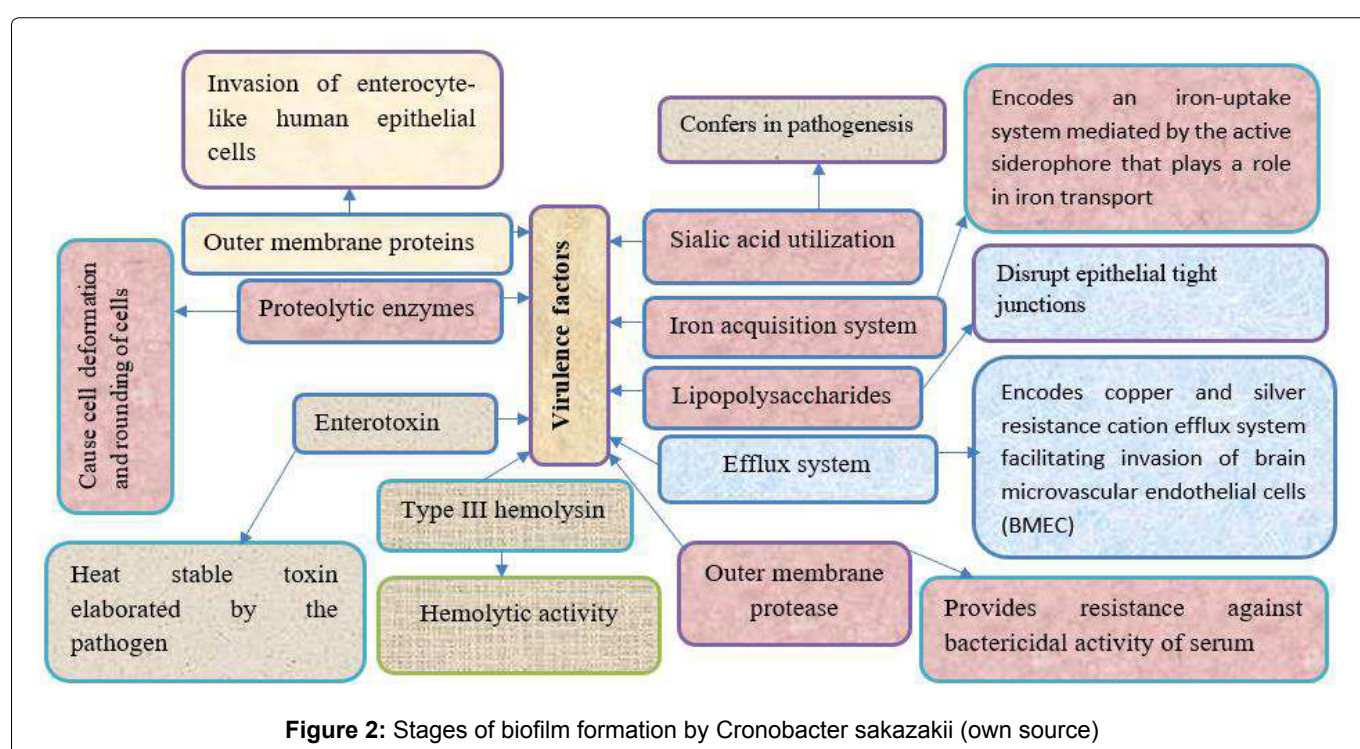 Invasion of enterocyte-
like human epithelial
cells
Confers in pathogenesis
Encodes an iron-uptake
system mediated by the active
siderophore that plays a role
in iron transport
Outer membrane proteins
Virulence factors
Sialic acid utilization
Cause cell deformation
and rounding of cells
Proteolytic enzymes
Iron acquisition system
Disrupt epithelial tight
junctions
Lipopolysaccharides
Enterotoxin
Efflux system
Encodes copper and silver
resistance cation efflux system
facilitating invasion of brain
microvascular endothelial cells
(BMEC)
Type III hemolysin
Heat stable toxin
elaborated by the
pathogen
Hemolytic activity
Outer membrane
protease
Provides resistance against
bactericidal activity of serum
Figure 2: Stages of biofilm formation by Cronobacter sakazakii (own source)